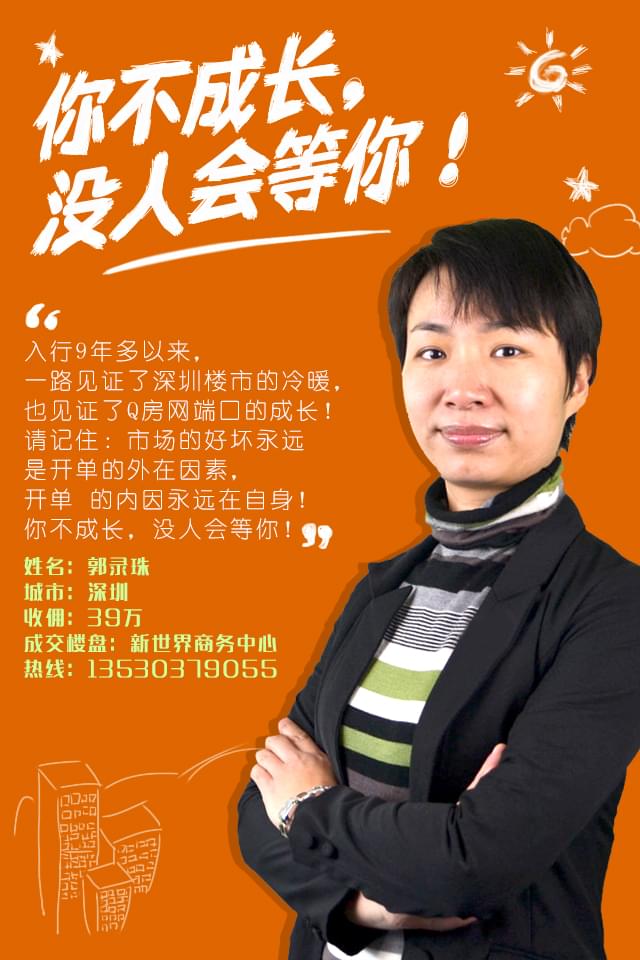 你不成长，
没人会等你！
“
入行9年多以来，
一路见证了深圳楼市的冷暖，
也见证了Q房网端口的成长！
请记住：市场的好坏永远
是开单的外在因素，
开单 的内因永远在自身！
你不成长，没人会等你！”
姓名：郭录珠
城市：深圳
收佣：39万
成交楼盘：新世界商务中心
热线：13530379055